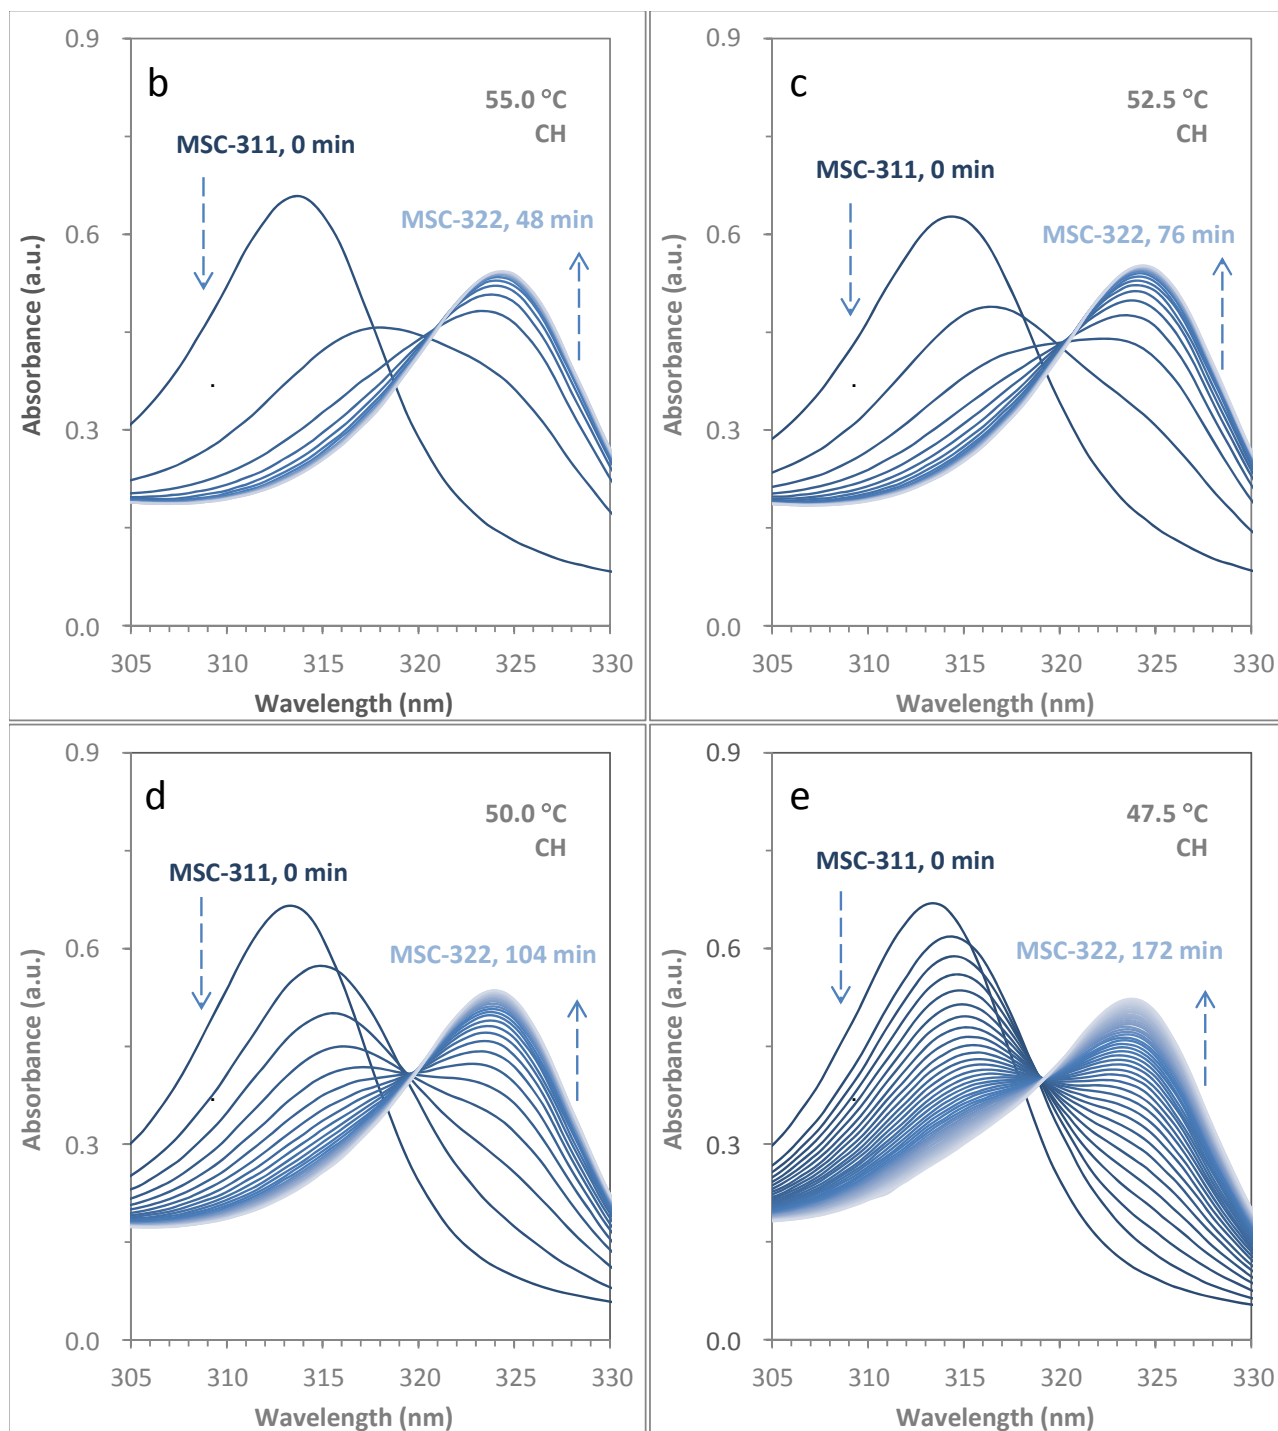 b
55.0 °C
CH
MSC-311, 0 min
MSC-322, 48 min
Absorbance (a.u.)
0.9
0.6
0.3
0.0
305 310 315 320 325 330
Wavelength (nm)
c
52.5 °C
CH
MSC-311, 0 min
MSC-322, 76 min
Absorbance (a.u.)
0.9
0.6
0.3
0.0
305 310 315 320 325 330
Wavelength (nm)
d
50.0 °C
CH
MSC-311, 0 min
MSC-322, 104 min
Absorbance (a.u.)
0.9
0.6
0.3
0.0
305 310 315 320 325 330
Wavelength (nm)
e
47.5 °C
CH
MSC-311, 0 min
MSC-322, 172 min
Absorbance (a.u.)
0.9
0.6
0.3
0.0
305 310 315 320 325 330
Wavelength (nm)